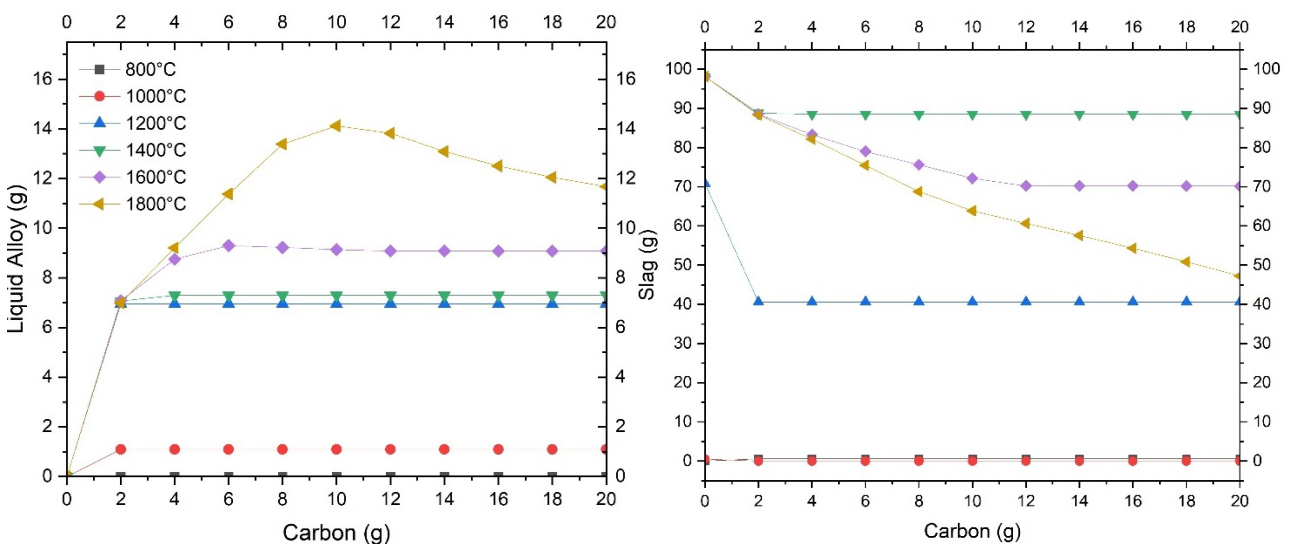 0 2 4 6 8 10 12 14 16 18 20
16 16
14 14
12 12
10 10
8 8
6 6
4 4
2 2
0 0
0 2 4 6 8 10 12 14 16 18 20
Liquid Alloy (g)
Carbon (g)
800°C
1000°C
1200°C
1400°C
1600°C
1800°C
0 2 4 6 8 10 12 14 16 18 20
100 100
90 90
80 80
70 70
60 60
50 50
40 40
30 30
20 20
10 10
0 0
0 2 4 6 8 10 12 14 16 18 20
Slag (g)
Carbon (g)